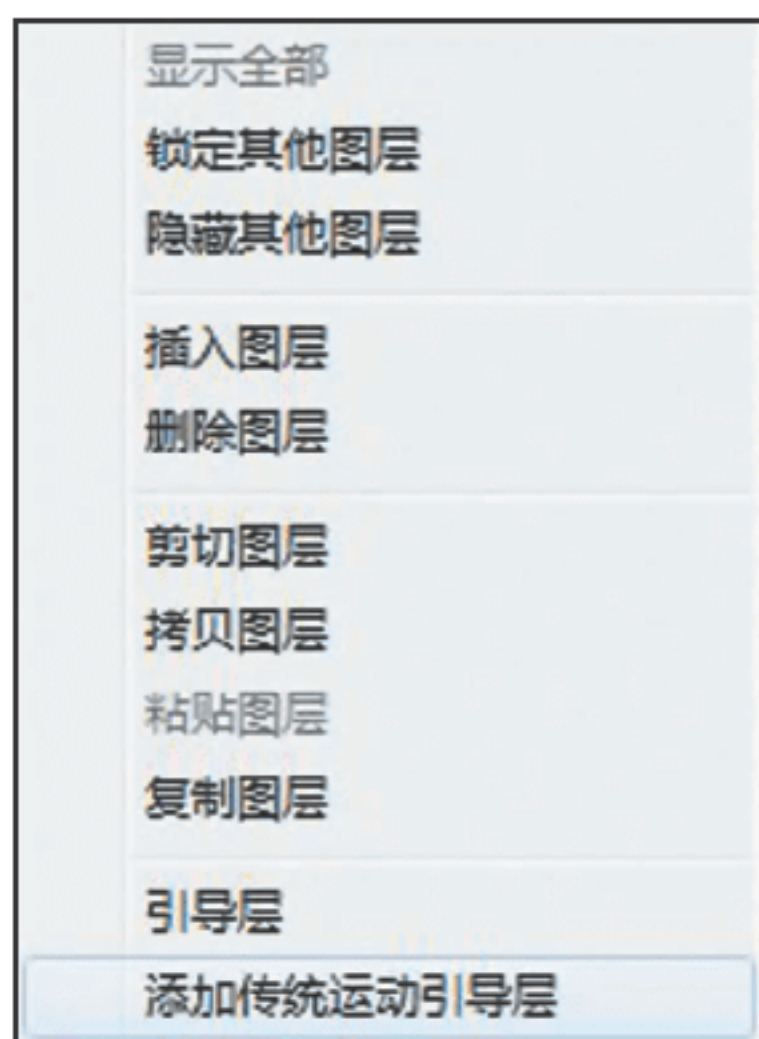 显示全部
锁定其他图层
隐藏其他图层
插入图层
删除图层
剪切图层
拷贝图层
粘贴图层
复制图层
引导层
添加传统运动引导层